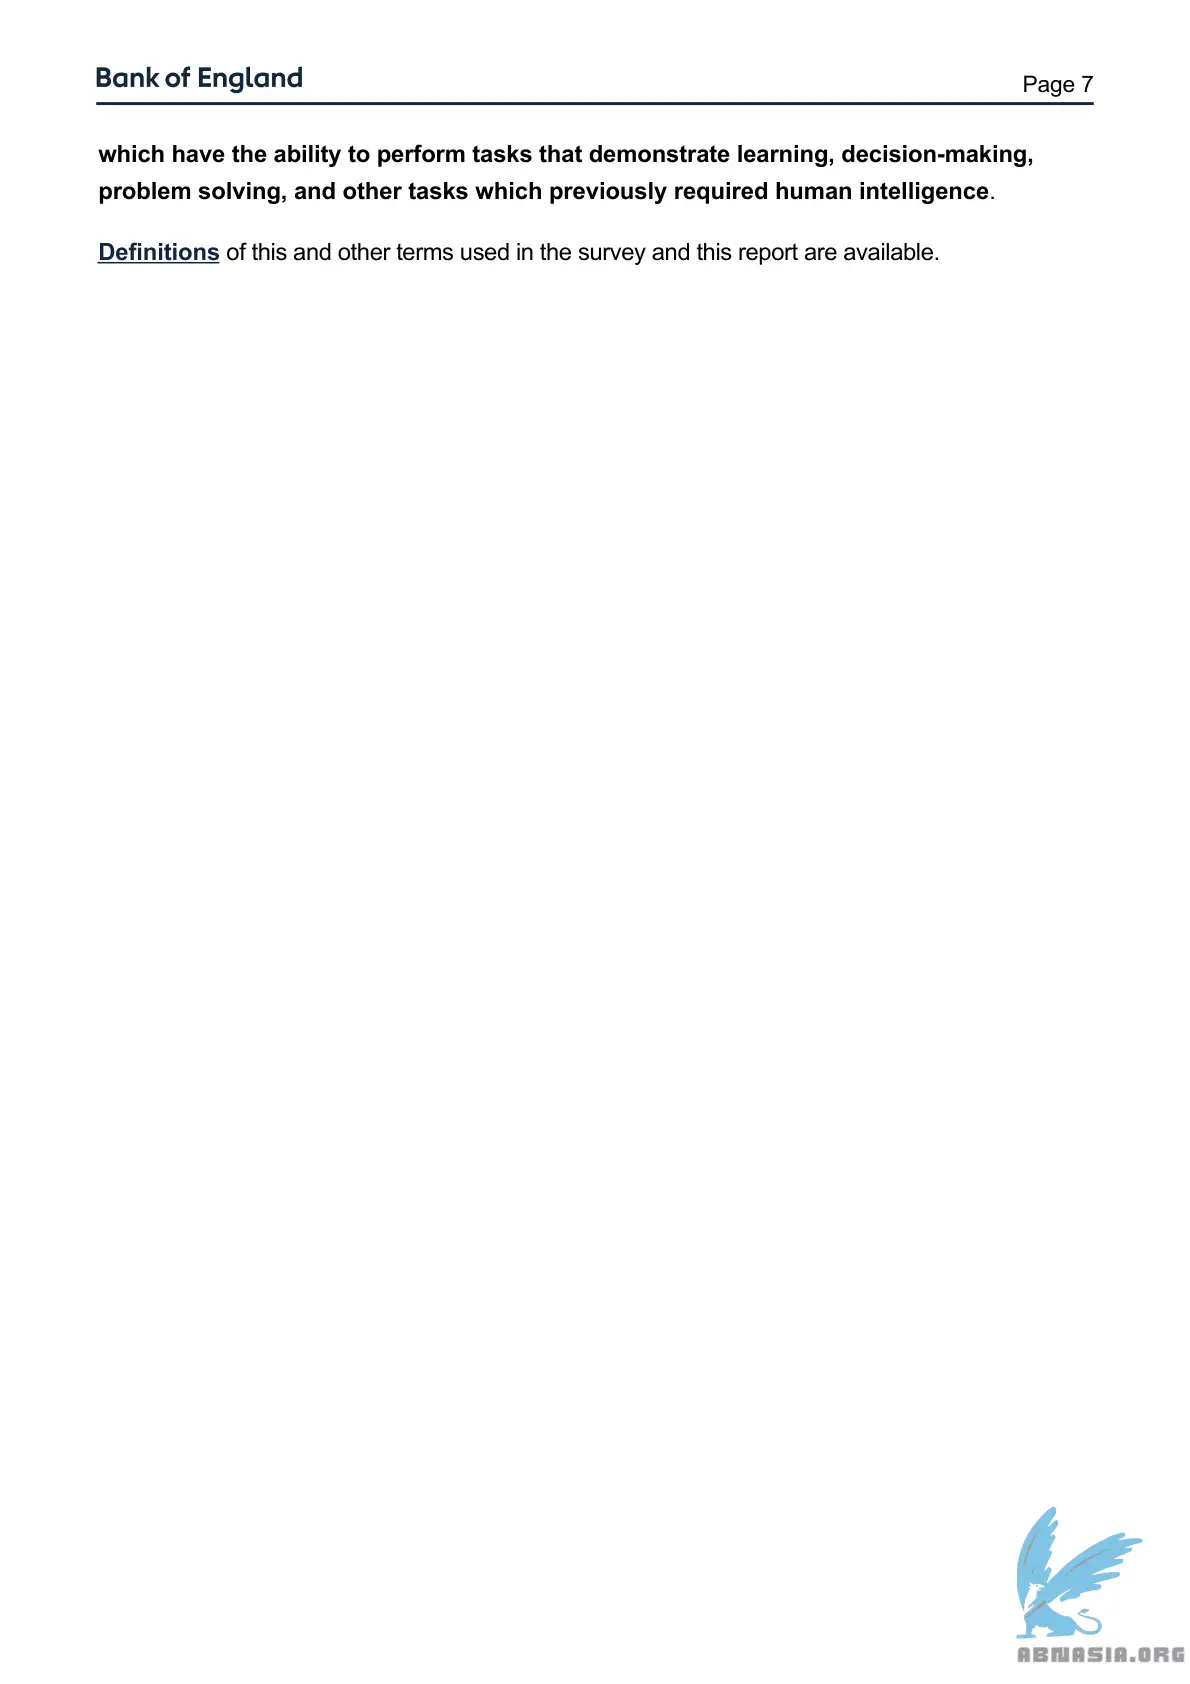 Bank of England
Page 7
which have the ability to perform tasks that demonstrate learning, decision-making,
problem solving, and other tasks which previously required human intelligence.
Definitions of this and other terms used in the survey and this report are available.
ABNASIA.ORG